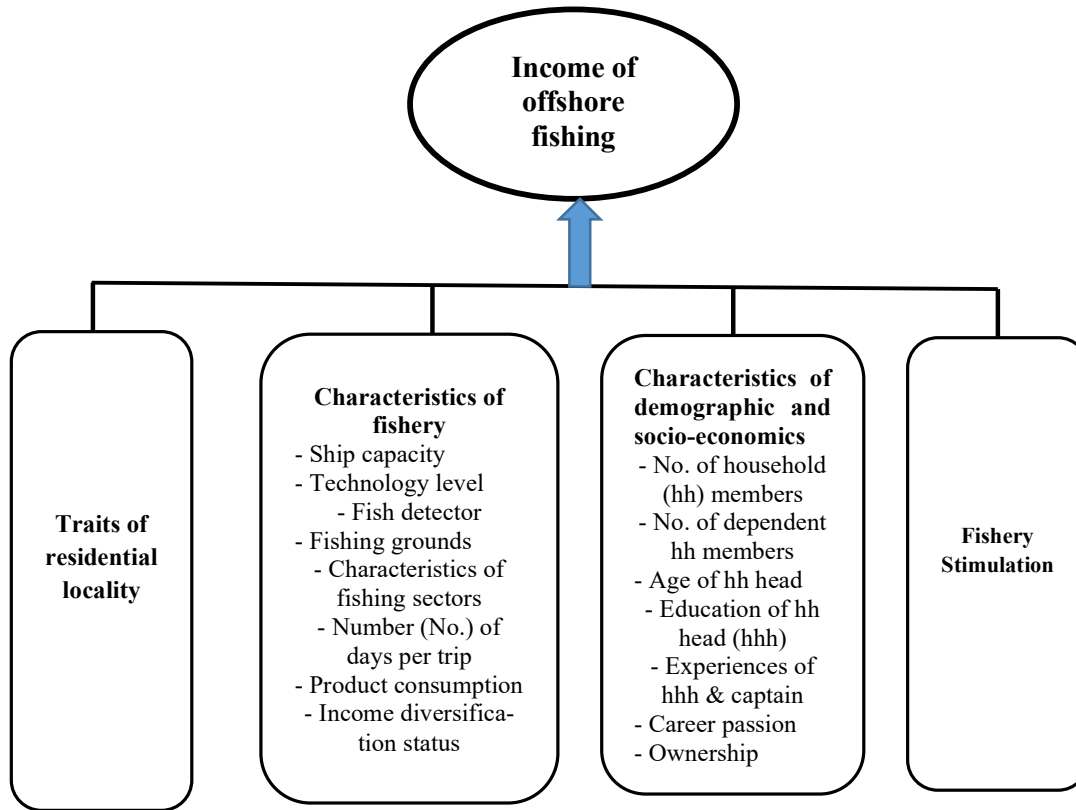 Income of
offshore
fishing
Traits of
residential
locality
Characteristics of
fishery
- Ship capacity
- Technology level
- Fish detector
- Fishing grounds
- Characteristics of
fishing sectors
- Number (No.) of
days per trip
- Product consumption
- Income diversifica-
tion status
Characteristics of
demographic and
socio-economics
- No. of household
(hh) members
- No. of dependent
hh members
- Age of hh head
- Education of hh
head (hhh)
- Experiences of
hhh & captain
- Career passion
- Ownership
Fishery
Stimulation